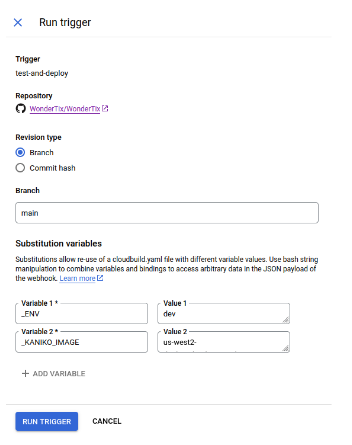 Run trigger
Trigger
test-and-deploy
Repository
WonderTix/WonderTix
Revision type
Branch
Commit hash
Branch
main
Substitution variables
Substitutions allow re-use of a cloudbuild.yaml file with different variable values. Use bash string
manipulation to combine variables and bindings to access arbitrary data in the JSON payload of
the webhook. Learn more
Variable 1 *
Value 1
_ENV
dev
Variable 2 *
Value 2
_KANIKO_IMAGE
us-west2-
ADD VARIABLE
RUN TRIGGER
CANCEL